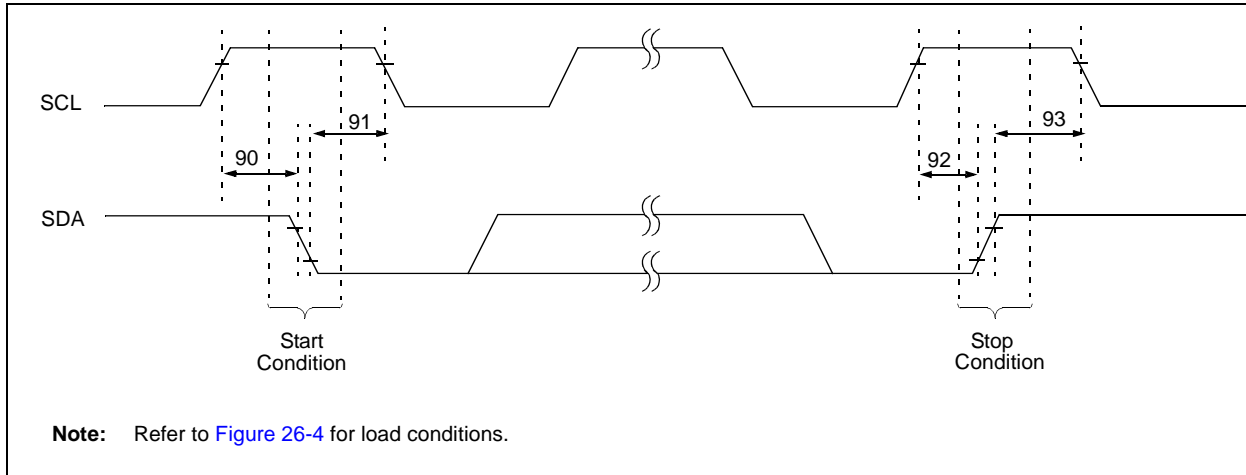 SCL
91
93
90
92
SDA
Start
Condition
Stop
Condition
Note: Refer to Figure 26-4 for load conditions.